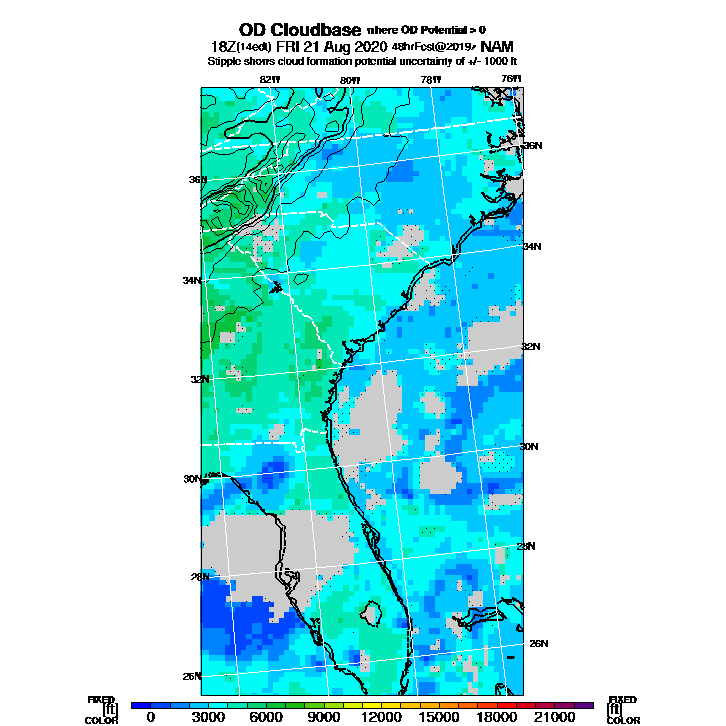 OD Cloudbase where OD Potential > 0
18Z(14edt) FRI 21 Aug 2020 48hrFcst@2019z NAM
Stipple shows cloud formation potential uncertainty of +/- 1000 ft
82W 80W 78W 76W
36N
36N
34N
34N
32N
32N
30N
30N
28N
28N
26N
26N
FIXED FIXED
[ft] [ft]
COLOR COLOR
0 3000 6000 9000 12000 15000 18000 21000